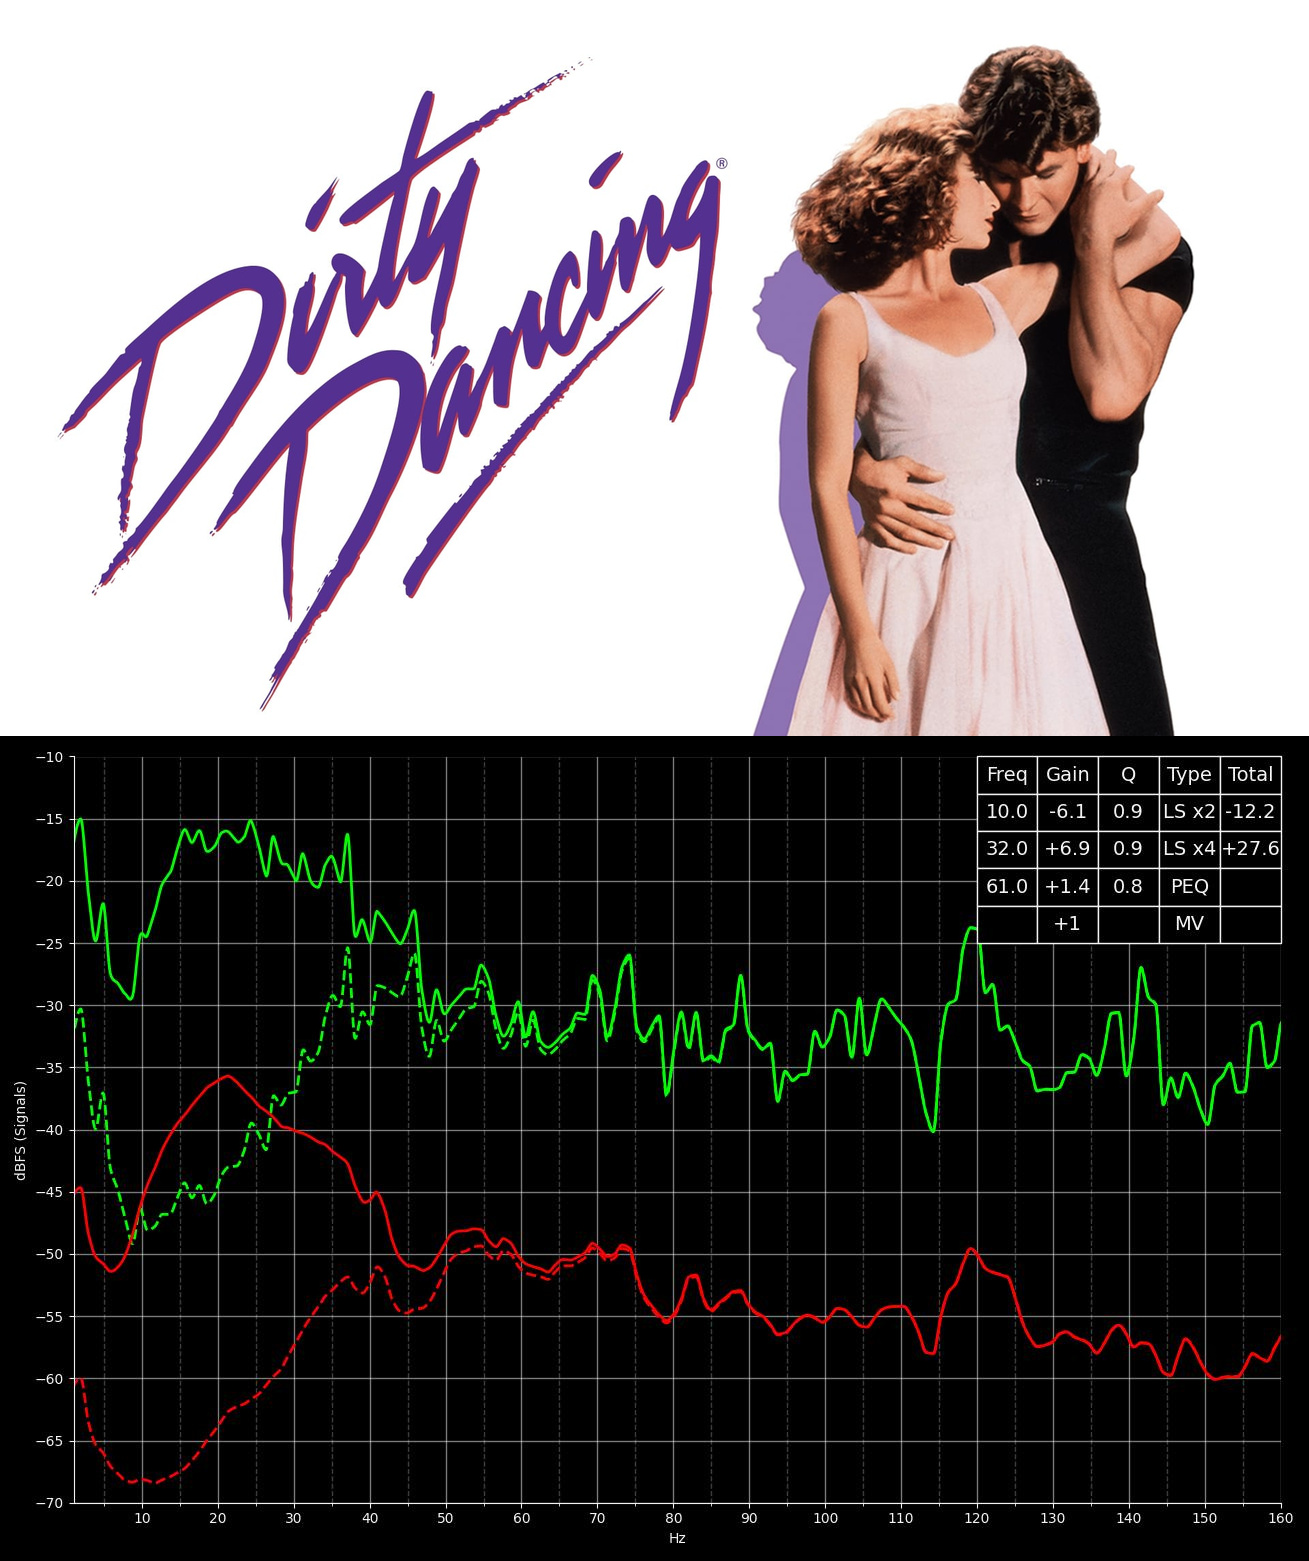 Dirty
Dancing®
Freq Gain Q Type Total
10.0 -6.1 0.9 LS x2 -12.2
32.0 +6.9 0.9 LS x4 +27.6
61.0 +1.4 0.8 PEQ
+1 MV
−10
−15
−20
−25
−30
−35
−40
−45
−50
−55
−60
−65
−70
dBFS (Signals)
10 20 30 40 50 60 70 80 90 100 110 120 130 140 150 160
Hz